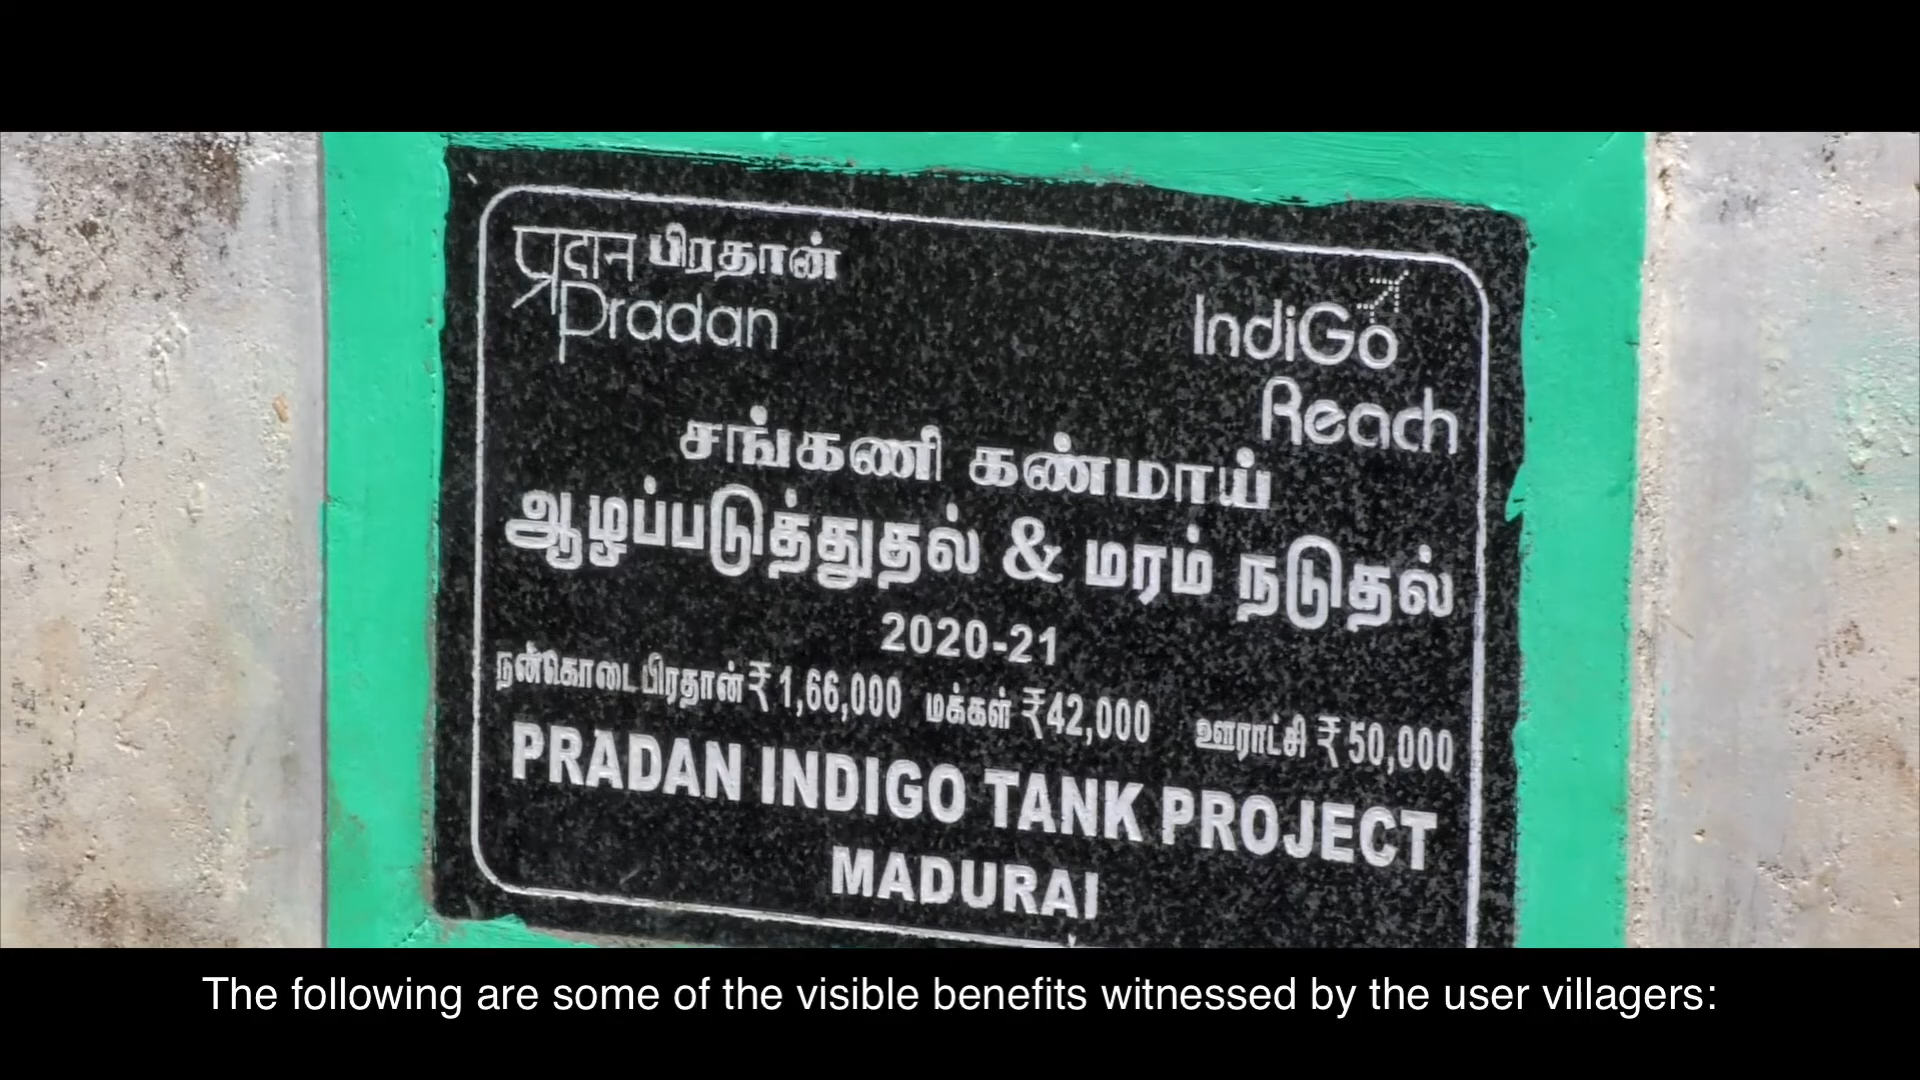 प्रदान பிரதான்
Pradan
IndiGo
Reach
சங்கணி கண்மாய்
ஆழப்படுத்துதல் & மரம் நடுதல்
2020-21
நன்கொடை பிரதான் ₹ 1,66,000 மக்கள் ₹ 42,000 ஊராட்சி ₹ 50,000
PRADAN INDIGO TANK PROJECT
MADURAI
The following are some of the visible benefits witnessed by the user villagers: